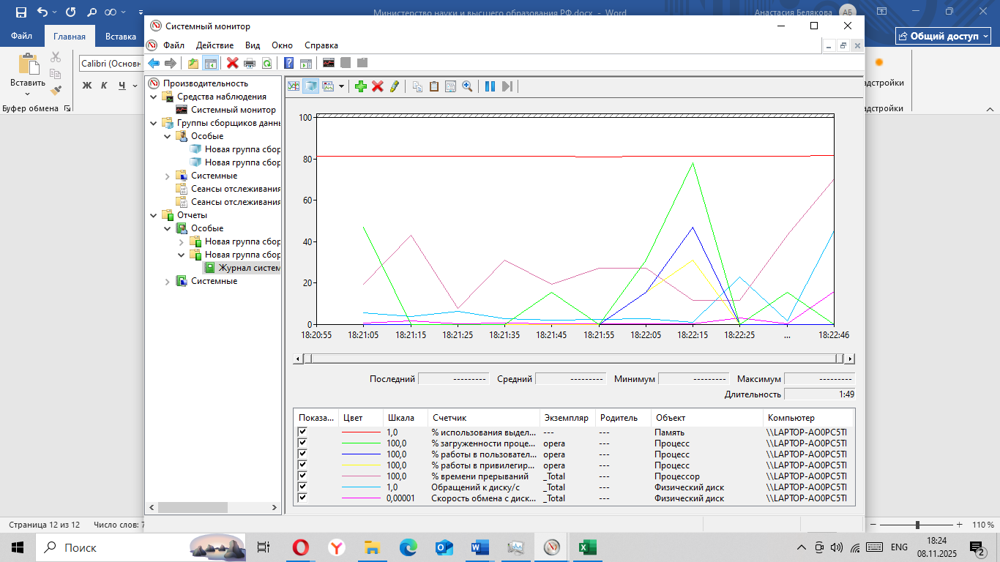 Министерство науки и высшего образования РФ.docx - Word
Анастасия Белякова АБ
Файл Главная Вставка
Общий доступ
Calibri (Основн
Вставить
Ж К Ч
Буфер обмена
адстройки
адстройки
Системный монитор
Файл Действие Вид Окно Справка
Производительность
Средства наблюдения
Системный монитор
Группы сборщиков данн
Особые
Новая группа сбор
Новая группа сбор
Системные
Сеансы отслеживания
Сеансы отслеживания
Отчеты
Особые
Новая группа сбор
Новая группа сбор
Журнал систем
Системные
100
80
60
40
20
0
18:20:55 18:21:05 18:21:15 18:21:25 18:21:35 18:21:45 18:21:55 18:22:05 18:22:15 18:22:25 ... 18:22:46
Последний --------- Средний --------- Минимум --------- Максимум ---------
Длительность 1:49
Показа... Цвет Шкала Счетчик Экземпляр Родитель Объект Компьютер
1,0 % использования выдел... --- --- Память \\LAPTOP-AO0PC5TI
100,0 % загруженности проце... opera --- Процесс \\LAPTOP-AO0PC5TI
100,0 % работы в пользовател... opera --- Процесс \\LAPTOP-AO0PC5TI
100,0 % работы в привилегир... opera --- Процесс \\LAPTOP-AO0PC5TI
100,0 % времени прерываний _Total --- Процессор \\LAPTOP-AO0PC5TI
1,0 Обращений к диску/с _Total --- Физический диск \\LAPTOP-AO0PC5TI
0,00001 Скорость обмена с диск... _Total --- Физический диск \\LAPTOP-AO0PC5TI
Страница 12 из 12 Число слов: 7
110 %
Поиск
ENG
18:24
08.11.2025
2